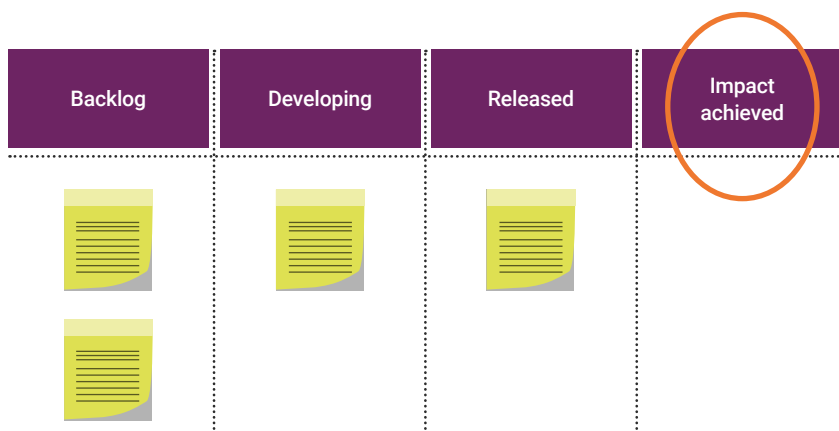 Backlog
Developing
Released
Impact
achieved